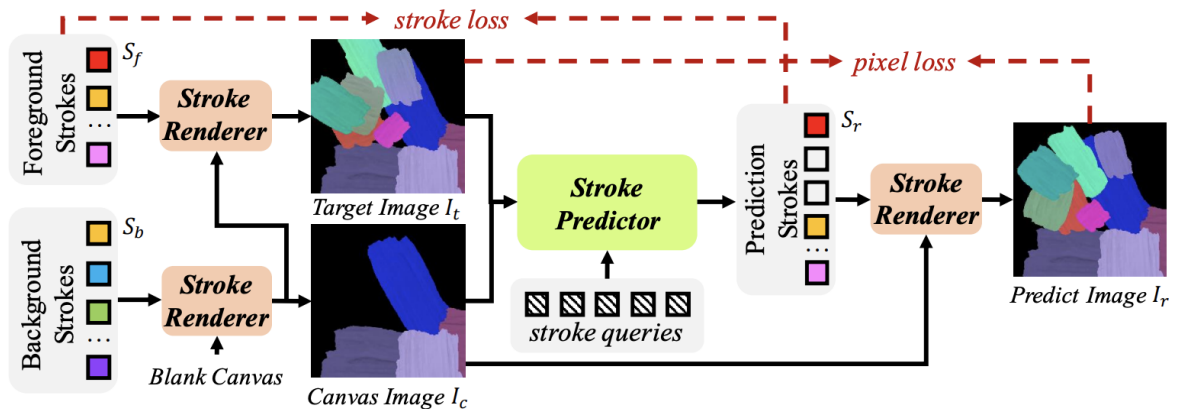 stroke loss
pixel loss
Foreground
Strokes
S_f
...
Stroke
Renderer
Target Image I_t
Stroke
Predictor
stroke queries
Prediction
Strokes
S_r
...
Stroke
Renderer
Predict Image I_r
Background
Strokes
S_b
...
Stroke
Renderer
Blank Canvas
Canvas Image I_c